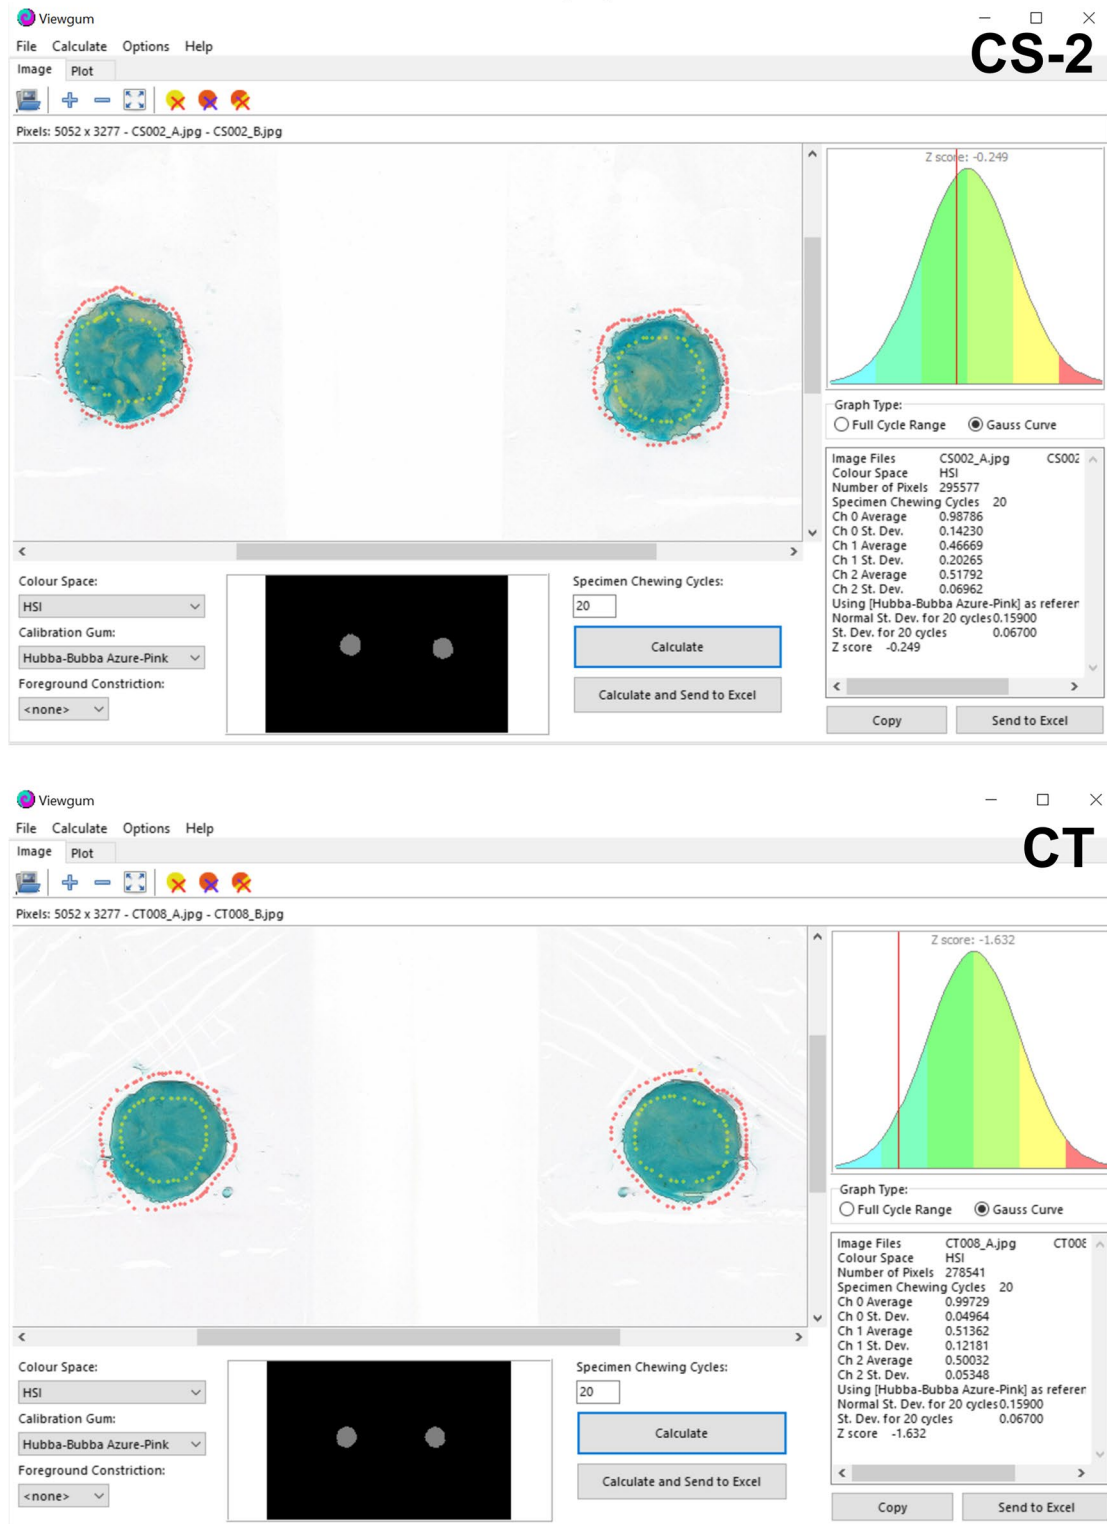 Viewgum
CS-2
File Calculate Options Help
Image Plot
Pixels: 5052 x 3277 - CS002_A.jpg - CS002_B.jpg
Z score: -0.249
Graph Type:
Full Cycle Range Gauss Curve
Image Files CS002_A.jpg CS002
Colour Space HSI
Number of Pixels 295577
Specimen Chewing Cycles 20
Ch 0 Average 0.98786
Ch 0 St. Dev. 0.14230
Ch 1 Average 0.46669
Ch 1 St. Dev. 0.20265
Ch 2 Average 0.51792
Ch 2 St. Dev. 0.06962
Using [Hubba-Bubba Azure-Pink] as referen
Normal St. Dev. for 20 cycles 0.15900
St. Dev. for 20 cycles 0.06700
Z score -0.249
Copy Send to Excel
Colour Space:
HSI
Calibration Gum:
Hubba-Bubba Azure-Pink
Foreground Constriction:
<none>
Specimen Chewing Cycles:
20
Calculate
Calculate and Send to Excel
Viewgum
CT
File Calculate Options Help
Image Plot
Pixels: 5052 x 3277 - CT008_A.jpg - CT008_B.jpg
Z score: -1.632
Graph Type:
Full Cycle Range Gauss Curve
Image Files CT008_A.jpg CT008
Colour Space HSI
Number of Pixels 278541
Specimen Chewing Cycles 20
Ch 0 Average 0.99729
Ch 0 St. Dev. 0.04964
Ch 1 Average 0.51362
Ch 1 St. Dev. 0.12181
Ch 2 Average 0.50032
Ch 2 St. Dev. 0.05348
Using [Hubba-Bubba Azure-Pink] as referen
Normal St. Dev. for 20 cycles 0.15900
St. Dev. for 20 cycles 0.06700
Z score -1.632
Copy Send to Excel
Colour Space:
HSI
Calibration Gum:
Hubba-Bubba Azure-Pink
Foreground Constriction:
<none>
Specimen Chewing Cycles:
20
Calculate
Calculate and Send to Excel